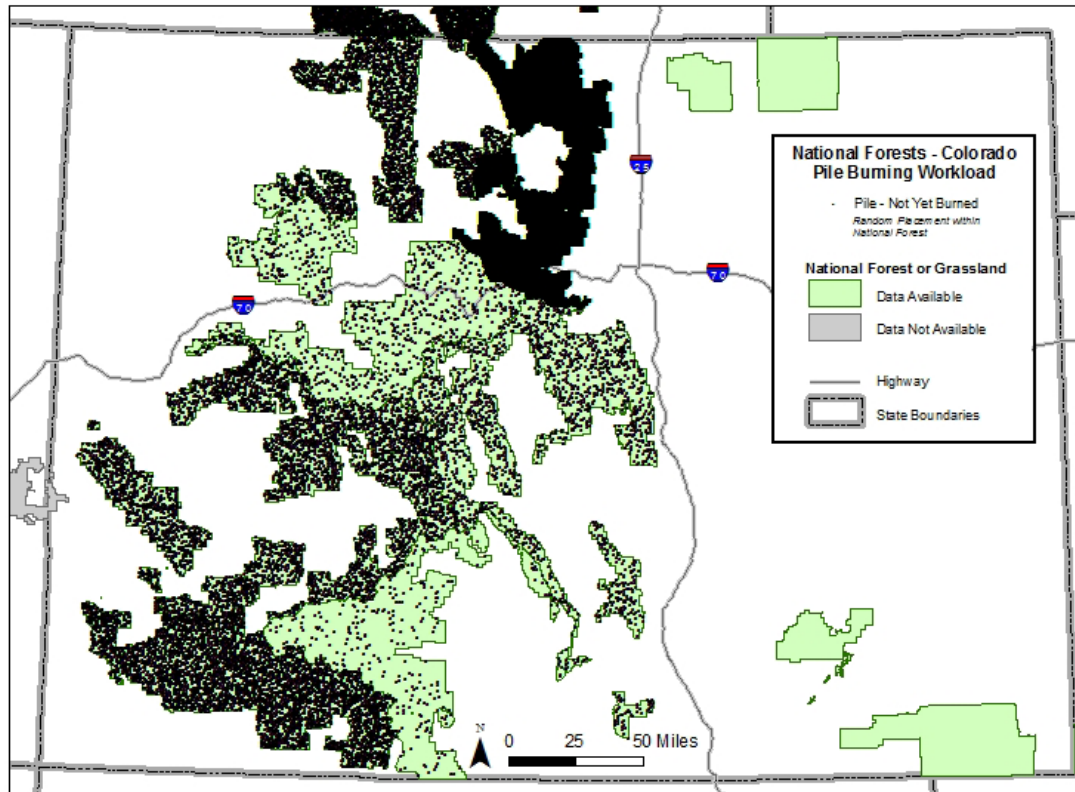 25
National Forests - Colorado
Pile Burning Workload
Pile - Not Yet Burned
Random Placement within
National Forest
70
National Forest or Grassland
Data Available
70
Data Not Available
Highway
State Boundaries
N
0 25 50 Miles